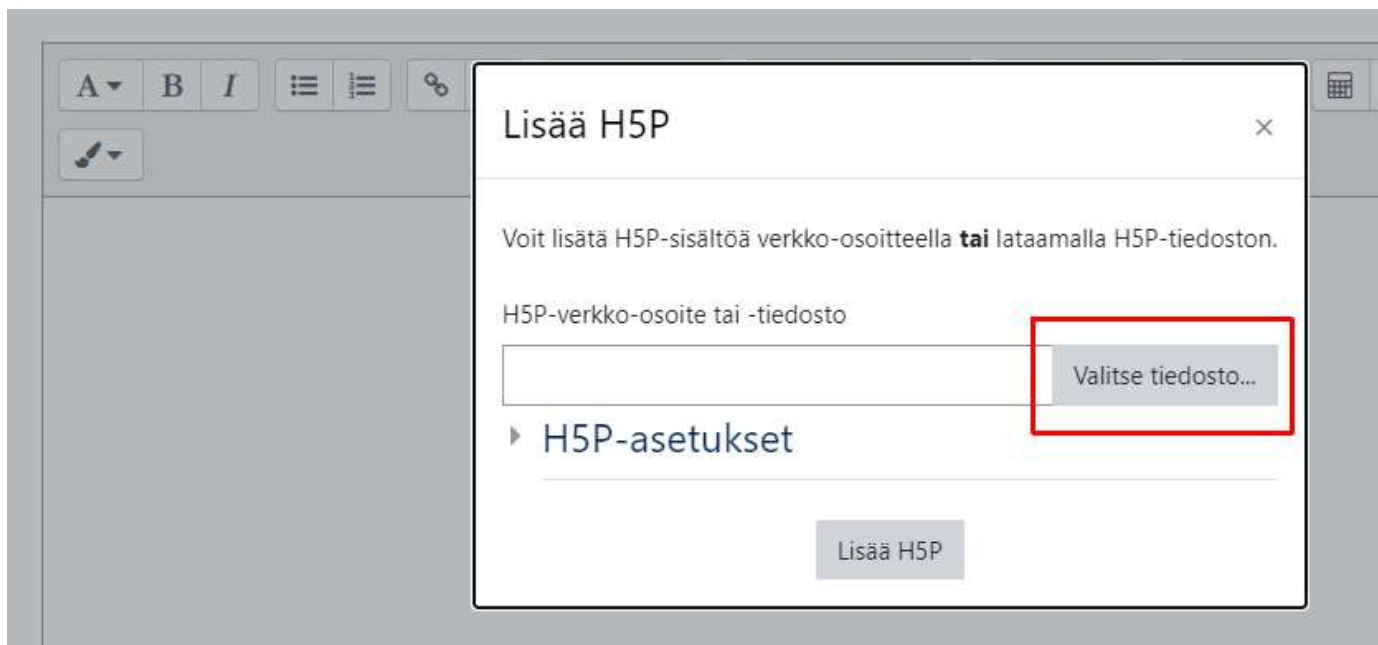 A B I
Lisää H5P ×
Voit lisätä H5P-sisältöä verkko-osoitteella tai lataamalla H5P-tiedoston.
H5P-verkko-osoite tai -tiedosto
Valitse tiedosto...
H5P-asetukset
Lisää H5P